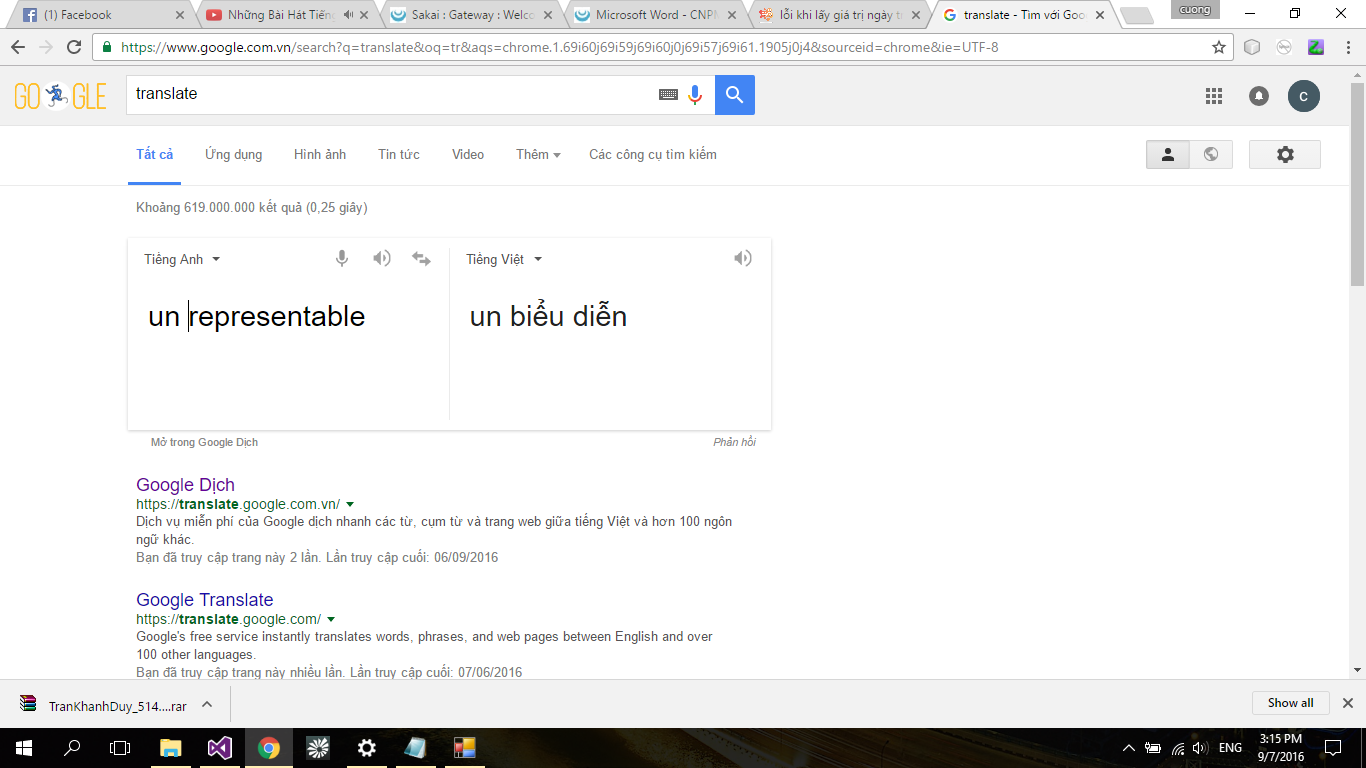 (1) Facebook
Những Bài Hát Tiếng
Sakai : Gateway : Welco
Microsoft Word - CNPM
lỗi khi lấy giá trị ngày t
translate - Tìm với Goo
cuong
https://www.google.com.vn/search?q=translate&oq=tr&aqs=chrome.1.69i60j69i59j69i60j0j69i57j69i61.1905j0j4&sourceid=chrome&ie=UTF-8
GO GLE
translate
C
Tất cả
Ứng dụng
Hình ảnh
Tin tức
Video
Thêm
Các công cụ tìm kiếm
Khoảng 619.000.000 kết quả (0,25 giây)
Tiếng Anh
Tiếng Việt
un representable
un biểu diễn
Mở trong Google Dịch
Phản hồi
Google Dịch
https://translate.google.com.vn/
Dịch vụ miễn phí của Google dịch nhanh các từ, cụm từ và trang web giữa tiếng Việt và hơn 100 ngôn
ngữ khác.
Bạn đã truy cập trang này 2 lần. Lần truy cập cuối: 06/09/2016
Google Translate
https://translate.google.com/
Google's free service instantly translates words, phrases, and web pages between English and over
100 other languages.
Bạn đã truy cập trang này nhiều lần. Lần truy cập cuối: 07/06/2016
TranKhanhDuy_514....rar
Show all
ENG
3:15 PM
9/7/2016